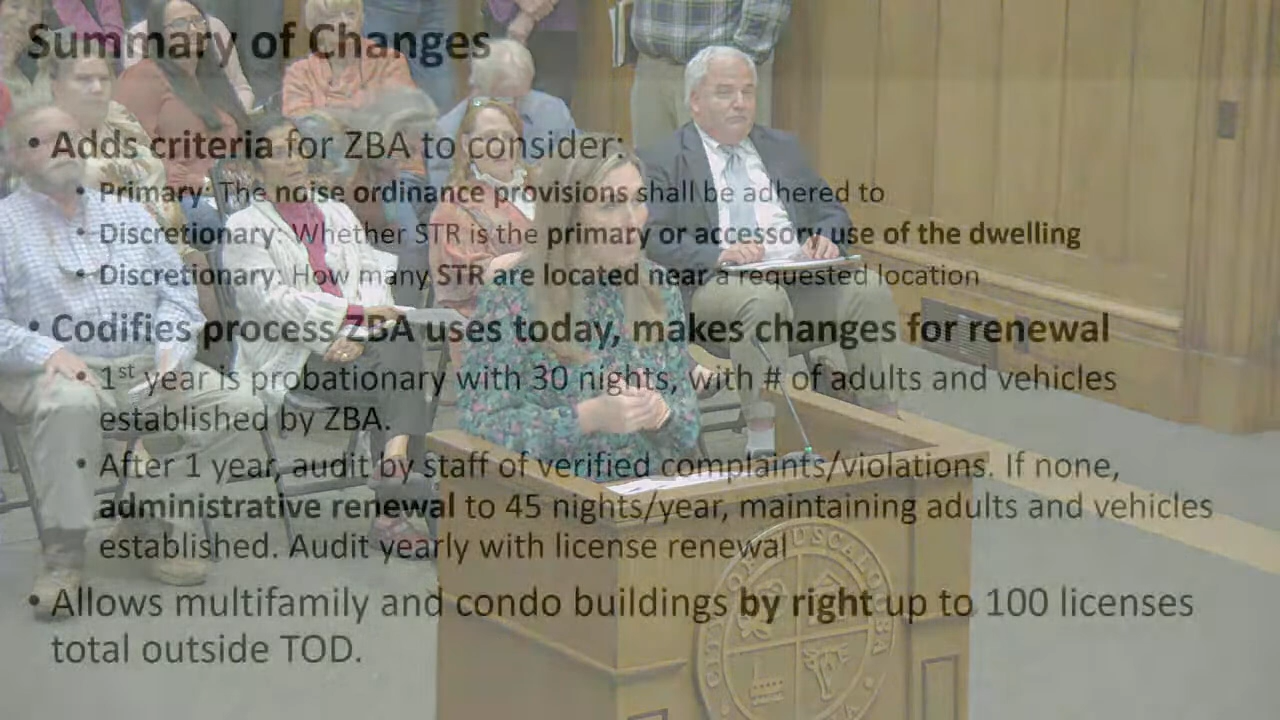 Summary of Changes
• Adds criteria for ZBA to consider:
• Primary: The noise ordinance provisions shall be adhered to
• Discretionary: Whether STR is the primary or accessory use of the dwelling
• Discretionary: How many STR are located near a requested location
• Codifies process ZBA uses today, makes changes for renewal
• 1st year is probationary with 30 nights, with # of adults and vehicles
established by ZBA.
• After 1 year, audit by staff of verified complaints/violations. If none,
administrative renewal to 45 nights/year, maintaining adults and vehicles
established. Audit yearly with license renewal
• Allows multifamily and condo buildings by right up to 100 licenses
total outside TOD.
CITY OF TUSCALOOSA